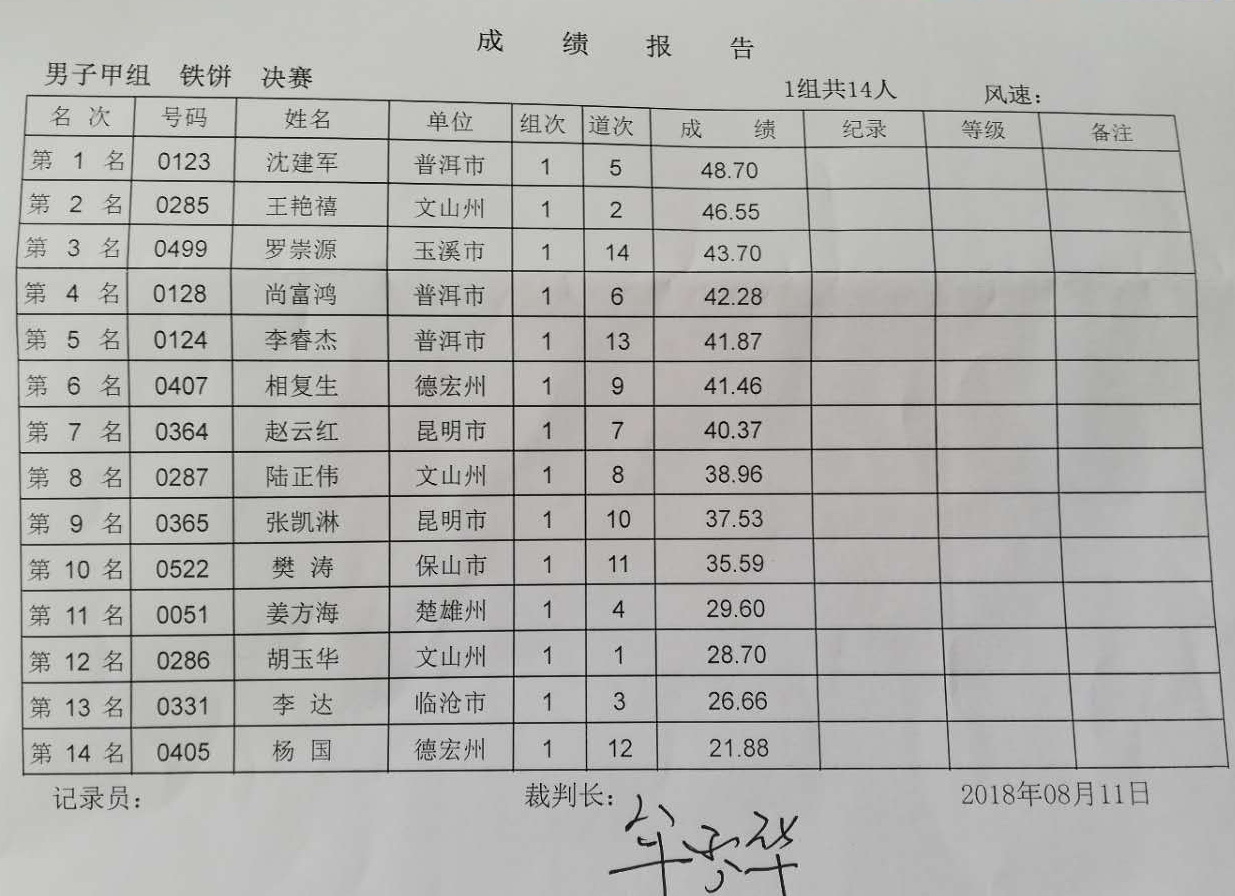 成 绩 报 告
男子甲组 铁饼 决赛 1组共14人 风速：
名次 号码 姓名 单位 组次 道次 成绩 纪录 等级 备注
第 1 名 0123 沈建军 普洱市 1 5 48.70
第 2 名 0285 王艳禧 文山州 1 2 46.55
第 3 名 0499 罗崇源 玉溪市 1 14 43.70
第 4 名 0128 尚富鸿 普洱市 1 6 42.28
第 5 名 0124 李睿杰 普洱市 1 13 41.87
第 6 名 0407 相复生 德宏州 1 9 41.46
第 7 名 0364 赵云红 昆明市 1 7 40.37
第 8 名 0287 陆正伟 文山州 1 8 38.96
第 9 名 0365 张凯淋 昆明市 1 10 37.53
第 10 名 0522 樊涛 保山市 1 11 35.59
第 11 名 0051 姜方海 楚雄州 1 4 29.60
第 12 名 0286 胡玉华 文山州 1 1 28.70
第 13 名 0331 李达 临沧市 1 3 26.66
第 14 名 0405 杨国 德宏州 1 12 21.88
记录员： 裁判长： 2018年08月11日